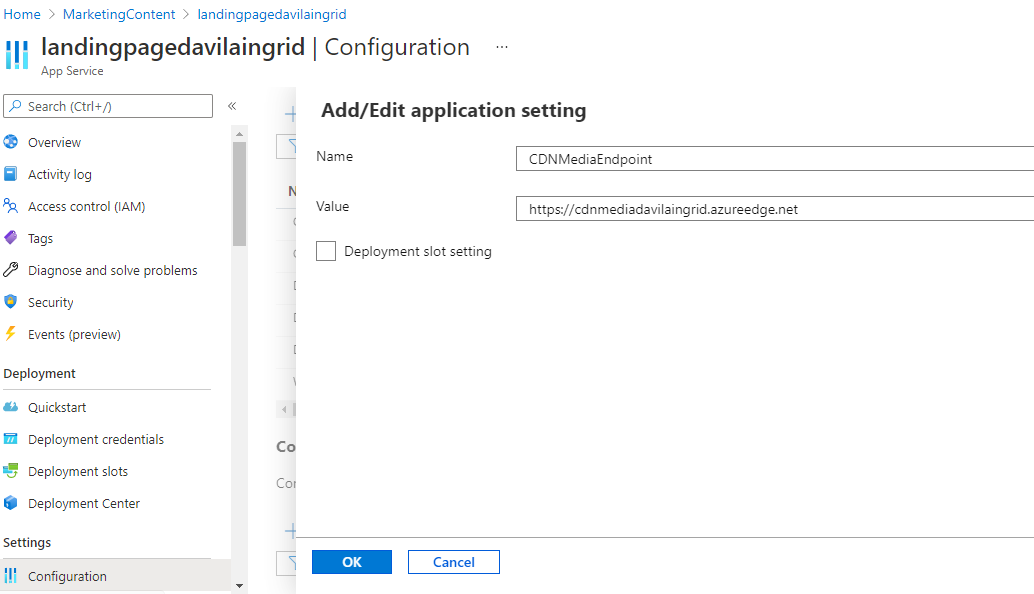 Home > MarketingContent > landingpagedavilaingrid
landingpagedavilaingrid | Configuration ...
App Service
Search (Ctrl+/)
«
Overview
Activity log
Access control (IAM)
Tags
Diagnose and solve problems
Security
Events (preview)
Deployment
Quickstart
Deployment credentials
Deployment slots
Deployment Center
Settings
Configuration
Add/Edit application setting
Name
CDNMediaEndpoint
Value
https://cdnmediadavilaingrid.azureedge.net
Deployment slot setting
OK
Cancel